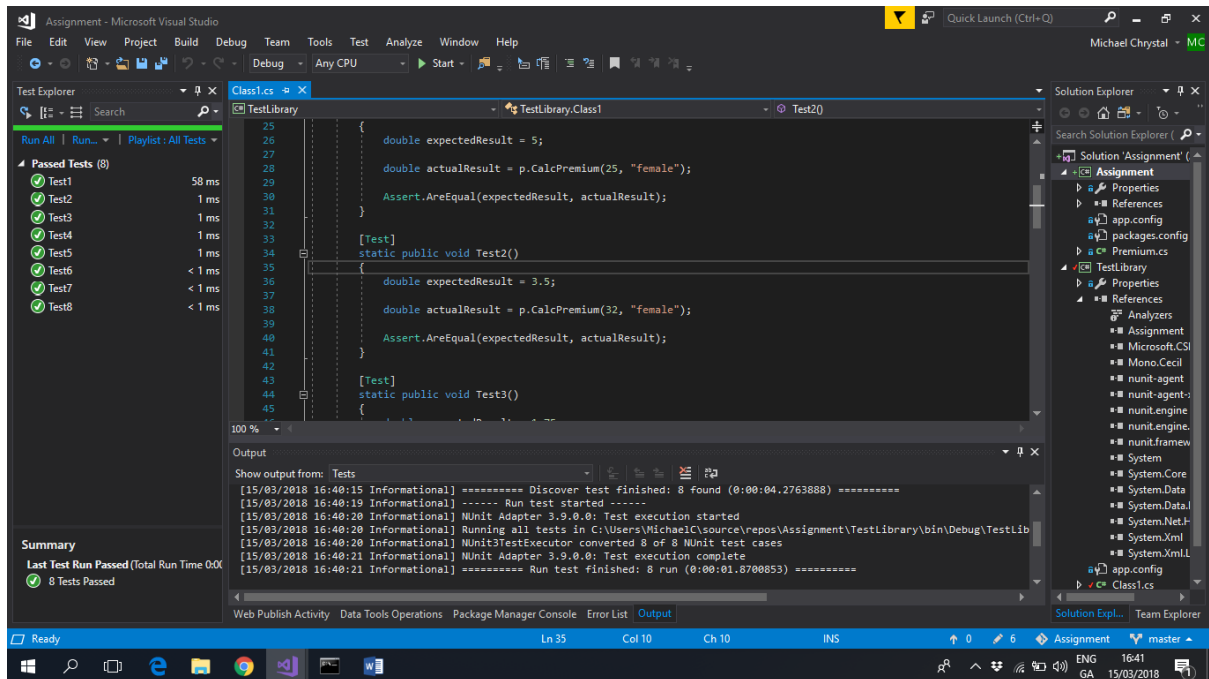 Assignment - Microsoft Visual Studio
Quick Launch (Ctrl+Q)
File Edit View Project Build Debug Team Tools Test Analyze Window Help
Michael Chrystal MC
Debug Any CPU Start
Test Explorer
Search
Run All | Run... | Playlist : All Tests
Passed Tests (8)
Test1 58 ms
Test2 1 ms
Test3 1 ms
Test4 1 ms
Test5 1 ms
Test6 < 1 ms
Test7 < 1 ms
Test8 < 1 ms
Summary
Last Test Run Passed (Total Run Time 0:00
8 Tests Passed
Class1.cs
TestLibrary TestLibrary.Class1 Test2()
25 {
26 double expectedResult = 5;
27
28 double actualResult = p.CalcPremium(25, "female");
29
30 Assert.AreEqual(expectedResult, actualResult);
31 }
32
33 [Test]
34 static public void Test2()
35 {
36 double expectedResult = 3.5;
37
38 double actualResult = p.CalcPremium(32, "female");
39
40 Assert.AreEqual(expectedResult, actualResult);
41 }
42
43 [Test]
44 static public void Test3()
45 {
100 %
Output
Show output from: Tests
[15/03/2018 16:40:15 Informational] ========== Discover test finished: 8 found (0:00:04.2763888) ==========
[15/03/2018 16:40:19 Informational] ------ Run test started ------
[15/03/2018 16:40:20 Informational] NUnit Adapter 3.9.0.0: Test execution started
[15/03/2018 16:40:20 Informational] Running all tests in C:\Users\MichaelC\source\repos\Assignment\TestLibrary\bin\Debug\TestLib
[15/03/2018 16:40:20 Informational] NUnit3TestExecutor converted 8 of 8 NUnit test cases
[15/03/2018 16:40:21 Informational] NUnit Adapter 3.9.0.0: Test execution complete
[15/03/2018 16:40:21 Informational] ========== Run test finished: 8 run (0:00:01.8700853) ==========
Web Publish Activity Data Tools Operations Package Manager Console Error List Output
Solution Explorer
Search Solution Explorer (
Solution 'Assignment' (
Assignment
Properties
References
app.config
packages.config
Premium.cs
TestLibrary
Properties
References
Analyzers
Assignment
Microsoft.CSI
Mono.Cecil
nunit-agent
nunit-agent-
nunit.engine
nunit.engine.
nunit.framew
System
System.Core
System.Data
System.Data.
System.Net.H
System.Xml
System.Xml.L
app.config
Class1.cs
Solution Expl... Team Explorer
Ready Ln 35 Col 10 Ch 10 INS 0 6 Assignment master
ENG 16:41
GA 15/03/2018